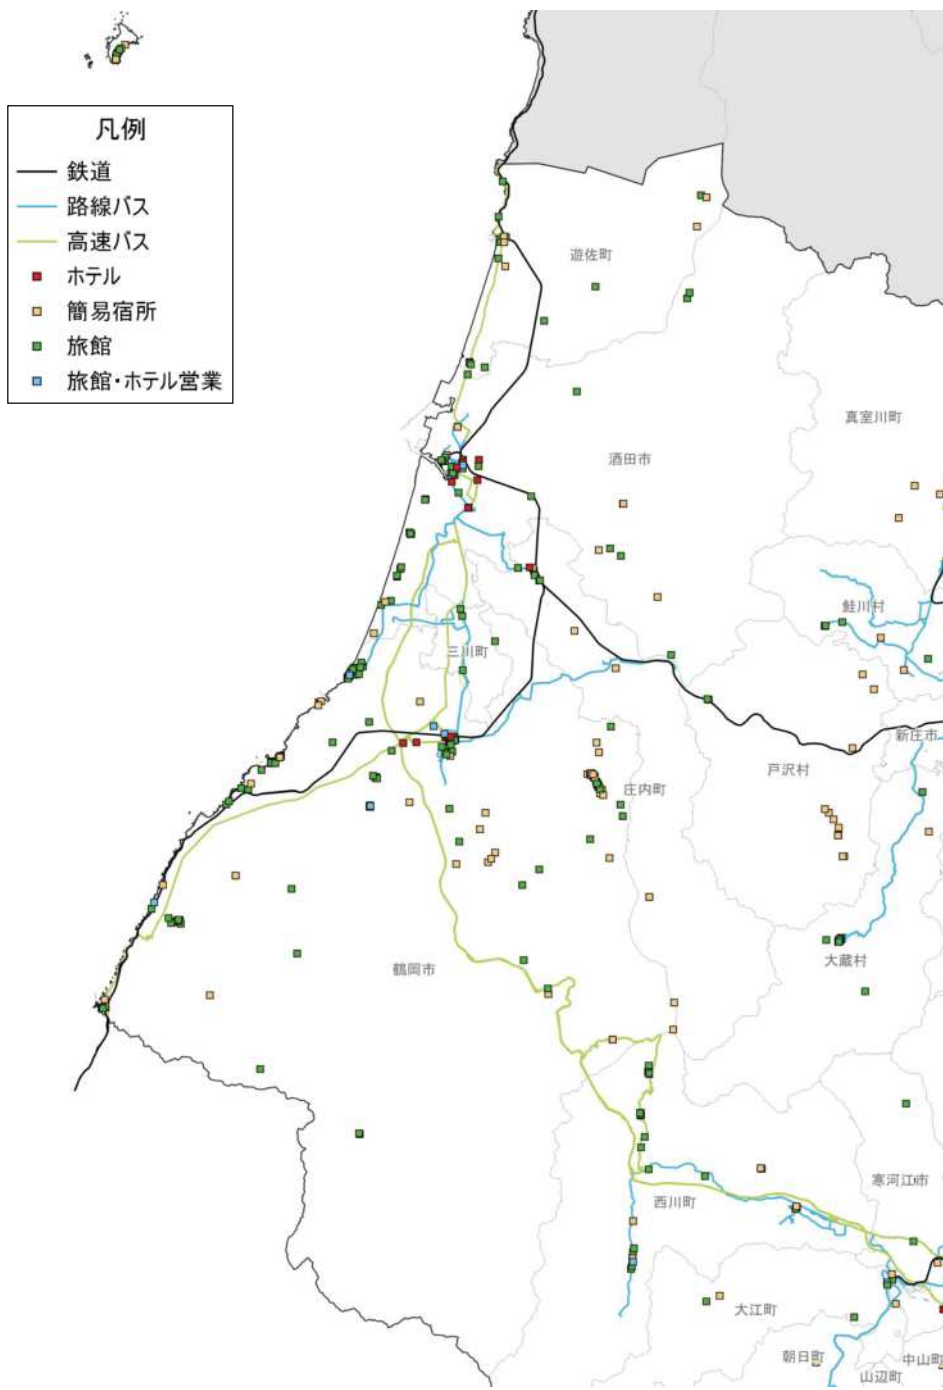 凡例
鉄道
路線バス
高速バス
ホテル
簡易宿所
旅館
旅館・ホテル営業
遊佐町
真室川町
酒田市
鮭川村
三川町
新庄市
戸沢村
庄内町
大蔵村
鶴岡市
寒河江市
西川町
大江町
朝日町
中山町
山辺町